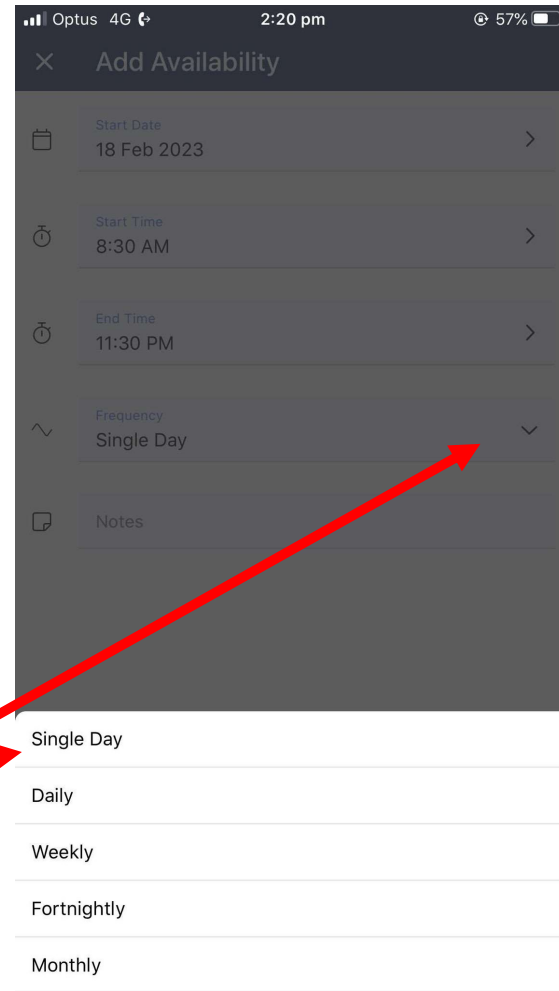 Optus 4G 2:20 pm 57%
Add Availability
Start Date
18 Feb 2023
Start Time
8:30 AM
End Time
11:30 PM
Frequency
Single Day
Notes
Single Day
Daily
Weekly
Fortnightly
Monthly